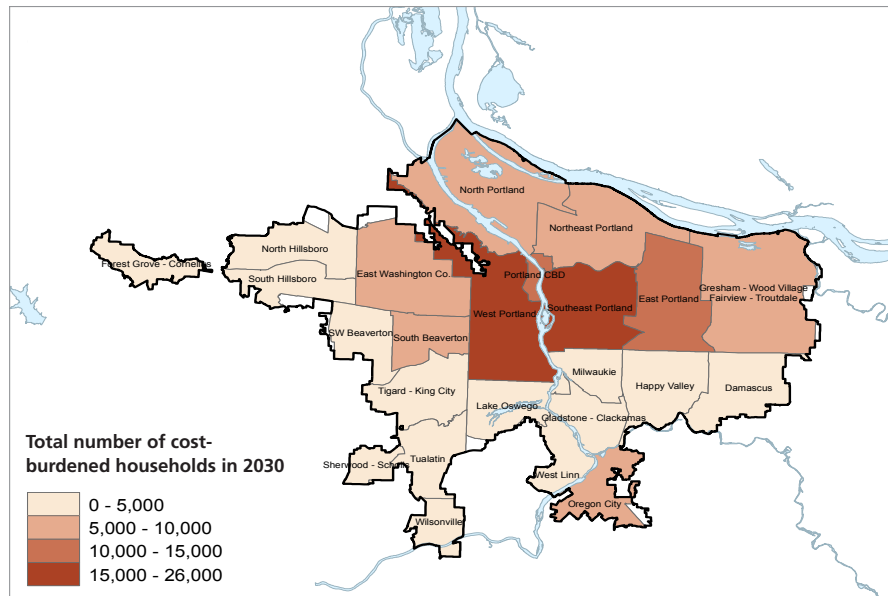 North Portland
Northeast Portland
North Hillsboro
Forest Grove - Cornelius
East Washington Co.
Portland CBD
South Hillsboro
Gresham - Wood Village
Fairview - Troutdale
East Portland
Southeast Portland
West Portland
SW Beaverton
South Beaverton
Milwaukie
Happy Valley
Damascus
Tigard - King City
Lake Oswego
Gladstone - Clackamas
Tualatin
Sherwood - Scholls
West Linn
Oregon City
Wilsonville
Total number of cost-
burdened households in 2030
0 - 5,000
5,000 - 10,000
10,000 - 15,000
15,000 - 26,000